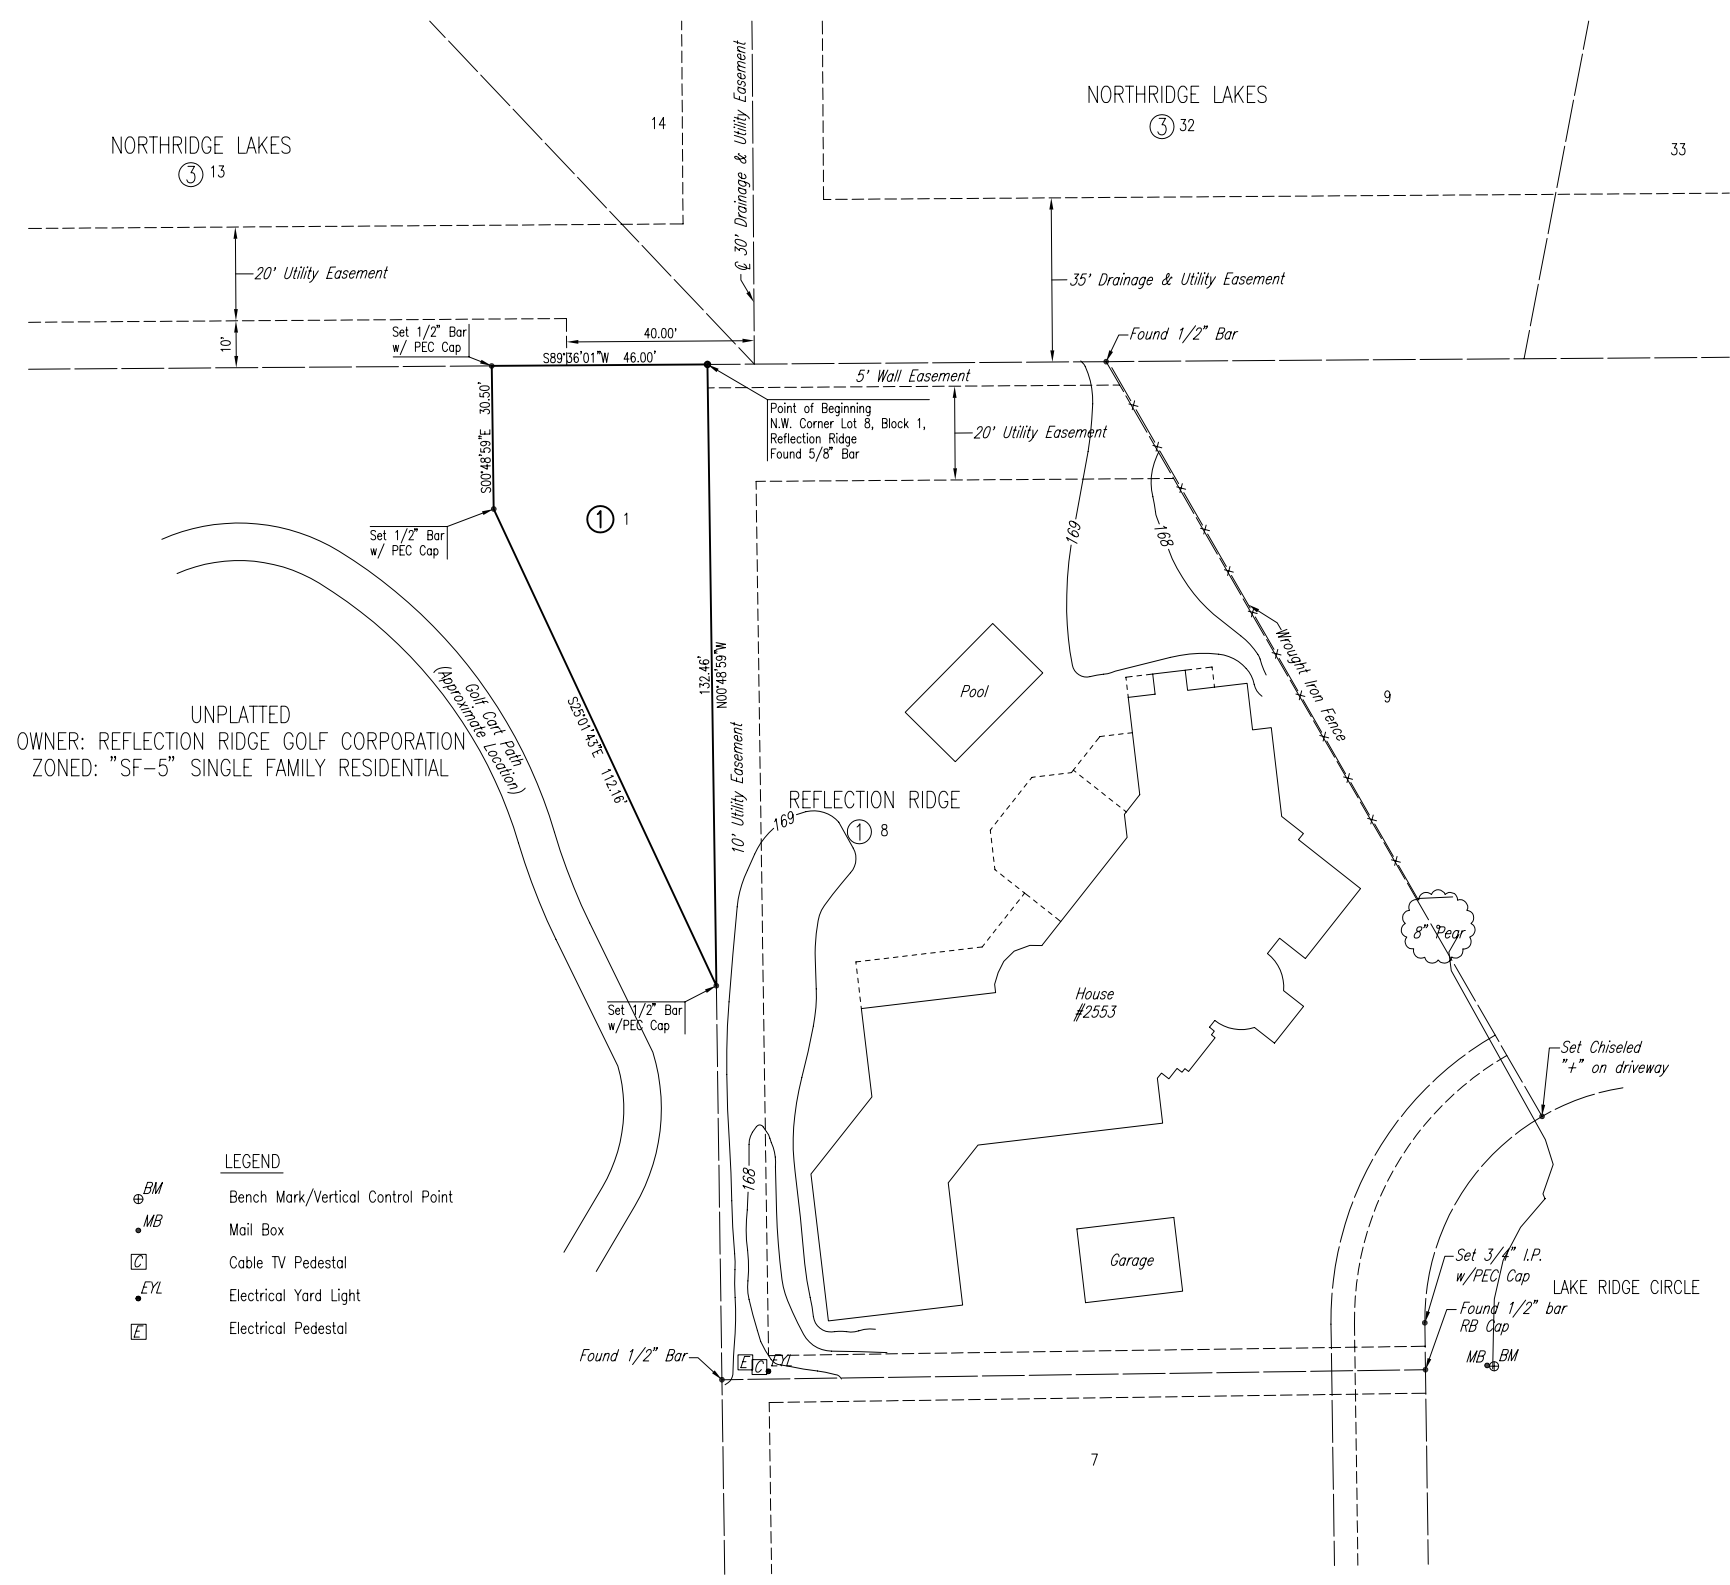 NORTHRIDGE LAKES
3 13
14
℄ 30' Drainage & Utility Easement
NORTHRIDGE LAKES
3 32
33
20' Utility Easement
10'
Set 1/2" Bar
w/ PEC Cap
40.00'
S89°36'01"W 46.00'
35' Drainage & Utility Easement
Found 1/2" Bar
5' Wall Easement
Point of Beginning
N.W. Corner Lot 8, Block 1,
Reflection Ridge
Found 5/8" Bar
20' Utility Easement
S00°48'59"E 30.50'
1 1
Set 1/2" Bar
w/ PEC Cap
169
168
Wrought Iron Fence
9
Pool
132.46'
N00°48'59"W
S25°01'43"E 112.16'
Golf Cart Path
(Approximate Location)
UNPLATTED
OWNER: REFLECTION RIDGE GOLF CORPORATION
ZONED: "SF-5" SINGLE FAMILY RESIDENTIAL
10' Utility Easement
REFLECTION RIDGE
1 8
169
8" Pear
House
#2553
Set 1/2" Bar
w/PEC Cap
Set Chiseled
"+" on driveway
168
LEGEND
BM Bench Mark/Vertical Control Point
MB Mail Box
C Cable TV Pedestal
EYL Electrical Yard Light
E Electrical Pedestal
Garage
Set 3/4" I.P.
w/PEC Cap
LAKE RIDGE CIRCLE
Found 1/2" bar
RB Cap
Found 1/2" Bar
E
C
EYL
MB
BM
7